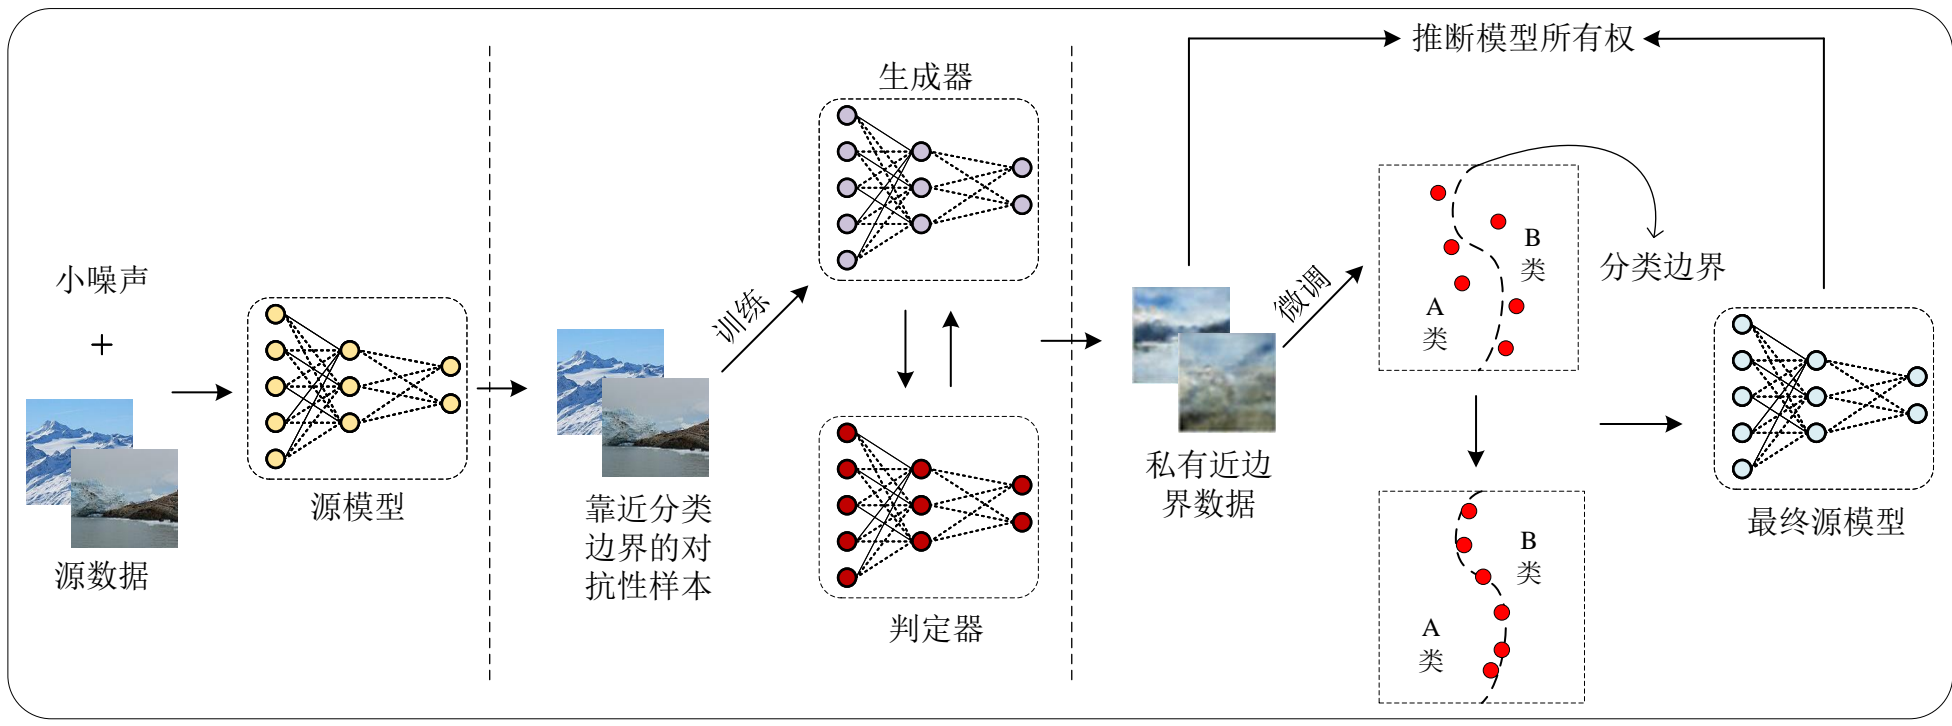 小噪声
+
源数据
源模型
靠近分类
边界的对
抗性样本
训练
生成器
判定器
私有近边
界数据
微调
推断模型所有权
B
类
A
类
分类边界
B
类
A
类
最终源模型